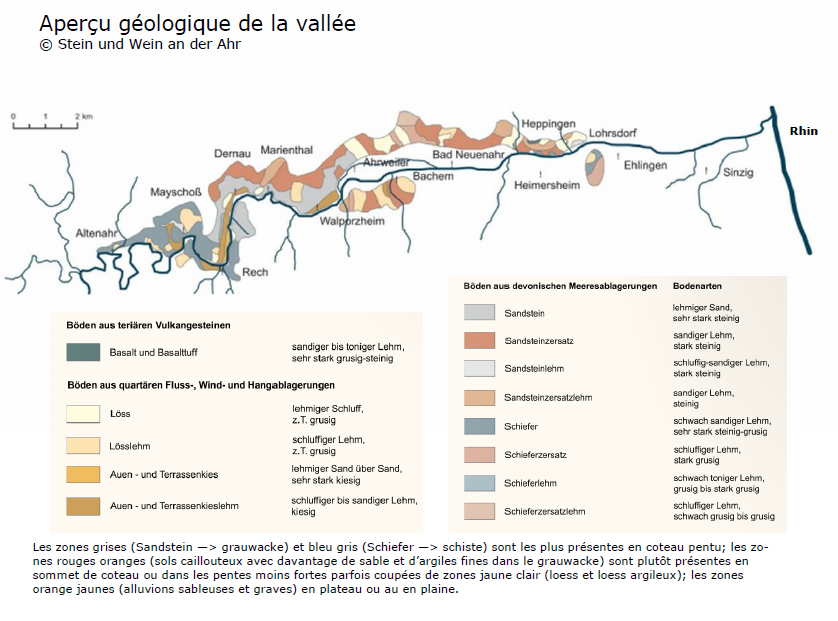 Aperçu géologique de la vallée
© Stein und Wein an der Ahr
0 1 2 km
Rhin
Heppingen
Lohrsdorf
Dernau
Marienthal
Ahrweiler
Bad Neuenahr
Ehlingen
Sinzig
Bachem
Heimersheim
Mayschoß
Walporzheim
Altenahr
Rech
Böden aus teriären Vulkangesteinen
Basalt und Basalttuff
sandiger bis toniger Lehm,
sehr stark grusig-steinig
Böden aus quartären Fluss-, Wind- und Hangablagerungen
Löss
lehmiger Schluff,
z.T. grusig
Lösslehm
schluffiger Lehm,
z.T. grusig
Auen - und Terrassenkies
lehmiger Sand über Sand,
sehr stark kiesig
Auen - und Terrassenkieslehm
schluffiger bis sandiger Lehm,
kiesig
Böden aus devonischen Meeresablagerungen
Bodenarten
Sandstein
lehmiger Sand,
sehr stark steinig
Sandsteinzersatz
sandiger Lehm,
stark steinig
Sandsteinlehm
schluffig-sandiger Lehm,
stark steinig
Sandsteinzersatzlehm
sandiger Lehm,
steinig
Schiefer
schwach sandiger Lehm,
sehr stark steinig-grusig
Schieferzersatz
schluffiger Lehm,
stark grusig
Schieferlehm
schwach toniger Lehm,
grusig bis stark grusig
Schieferzersatzlehm
schluffiger Lehm,
schwach grusig bis grusig
Les zones grises (Sandstein —> grauwacke) et bleu gris (Schiefer —> schiste) sont les plus présentes en coteau pentu; les zo-
nes rouges oranges (sols caillouteux avec davantage de sable et d’argiles fines dans le grauwacke) sont plutôt présentes en
sommet de coteau ou dans les pentes moins fortes parfois coupées de zones jaune clair (loess et loess argileux); les zones
orange jaunes (alluvions sableuses et graves) en plateau ou au en plaine.